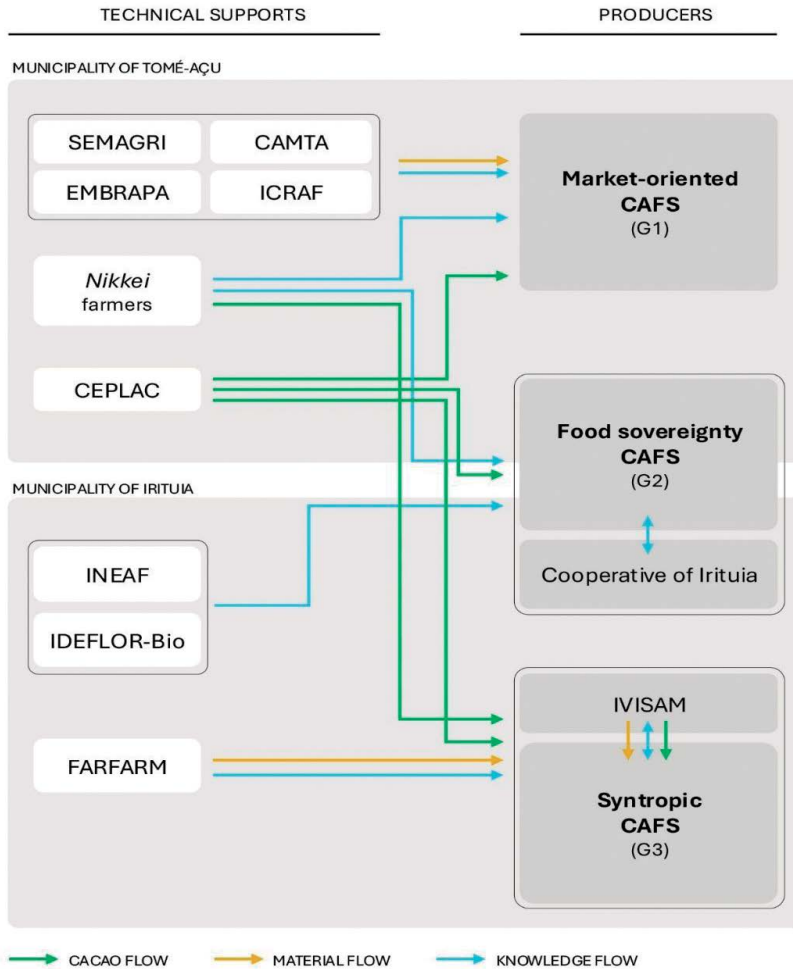 TECHNICAL SUPPORTS
PRODUCERS
MUNICIPALITY OF TOMÉ-AÇU
SEMAGRI
CAMTA
EMBRAPA
ICRAF
Market-oriented
CAFS
(G1)
Nikkei
farmers
CEPLAC
Food sovereignty
CAFS
(G2)
MUNICIPALITY OF IRITUIA
Cooperative of Irituia
INEAF
IDEFLOR-Bio
IVISAM
FARFARM
Syntropic
CAFS
(G3)
CACAO FLOW
MATERIAL FLOW
KNOWLEDGE FLOW